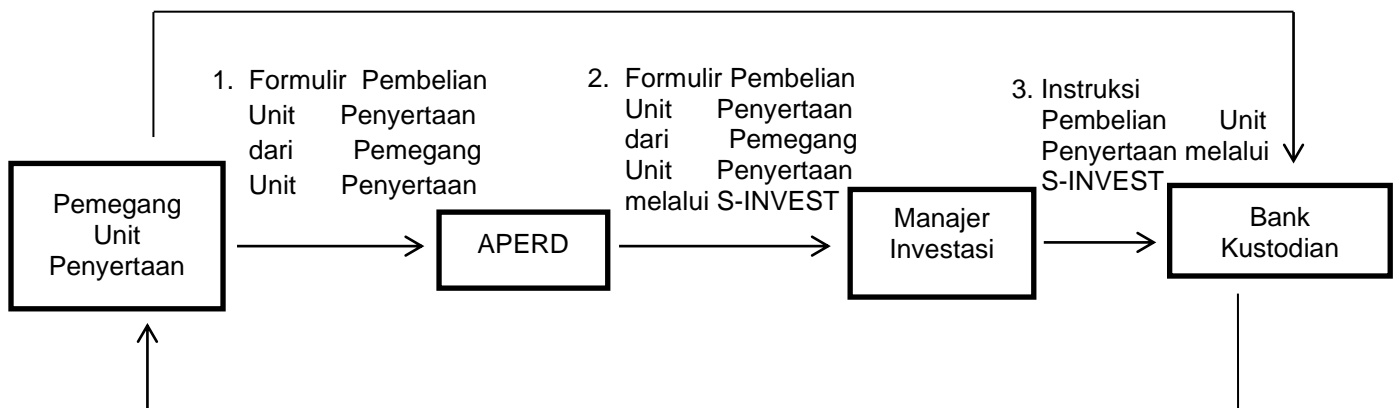 1. Formulir Pembelian
Unit Penyertaan
dari Pemegang
Unit Penyertaan
2. Formulir Pembelian
Unit Penyertaan
dari Pemegang
Unit Penyertaan
melalui S-INVEST
3. Instruksi
Pembelian Unit
Penyertaan melalui
S-INVEST
Pemegang
Unit
Penyertaan
APERD
Manajer
Investasi
Bank
Kustodian